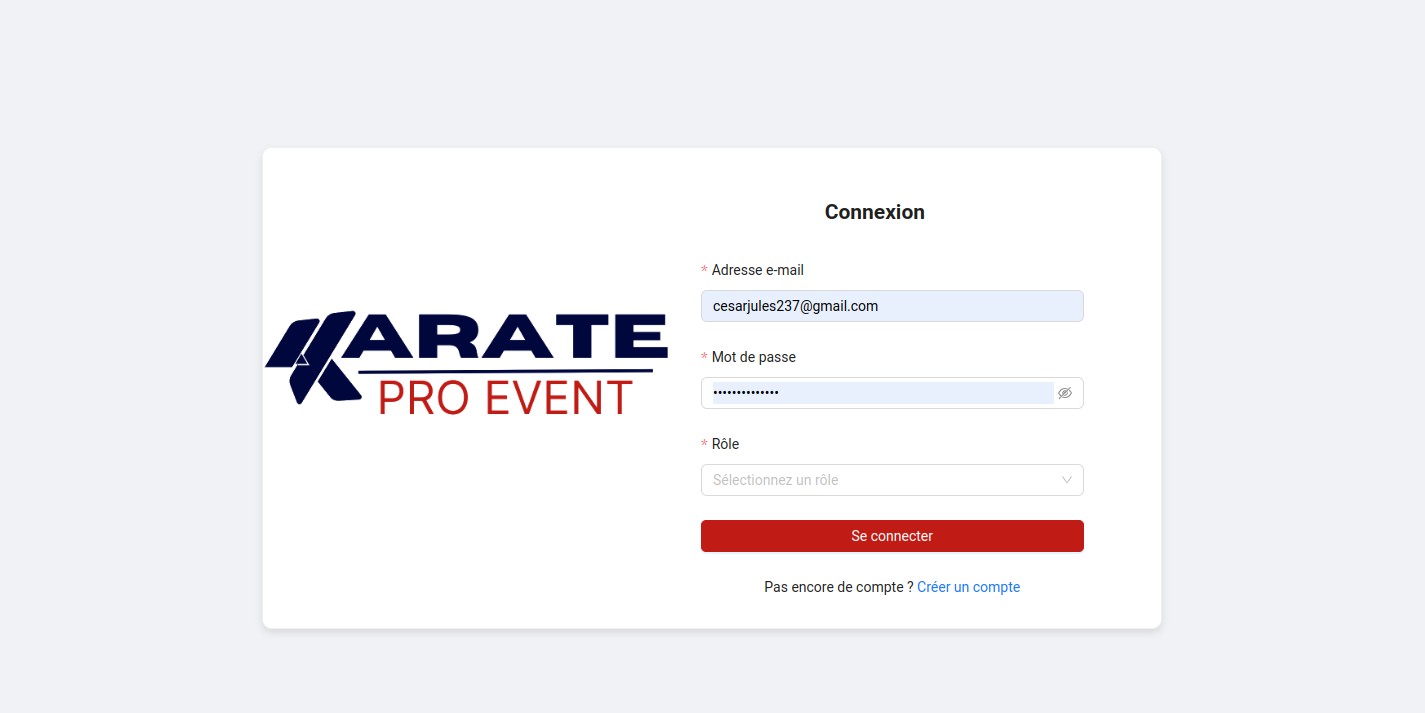 KARATE
PRO EVENT
Connexion
* Adresse e-mail
cesarjules237@gmail.com
* Mot de passe
••••••••••••••
* Rôle
Sélectionnez un rôle
Se connecter
Pas encore de compte ? Créer un compte